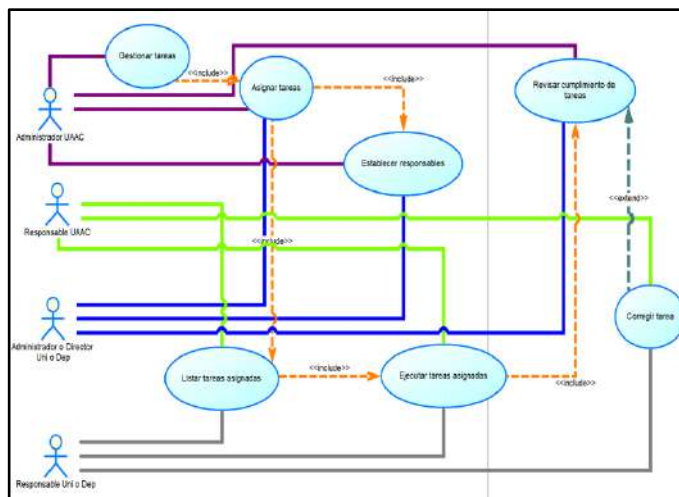 Gestionar tareas
<<include>>
Asignar tareas
<<include>>
Revisar cumplimiento de
tareas
Administrador UAAC
Establecer responsables
<<extend>>
Responsable UAAC
<<include>>
Administrador o Director
Uni o Dep
Corregir tarea
Listar tareas asignadas
<<include>>
Ejecutar tareas asignadas
<<include>>
Responsable Uni o Dep